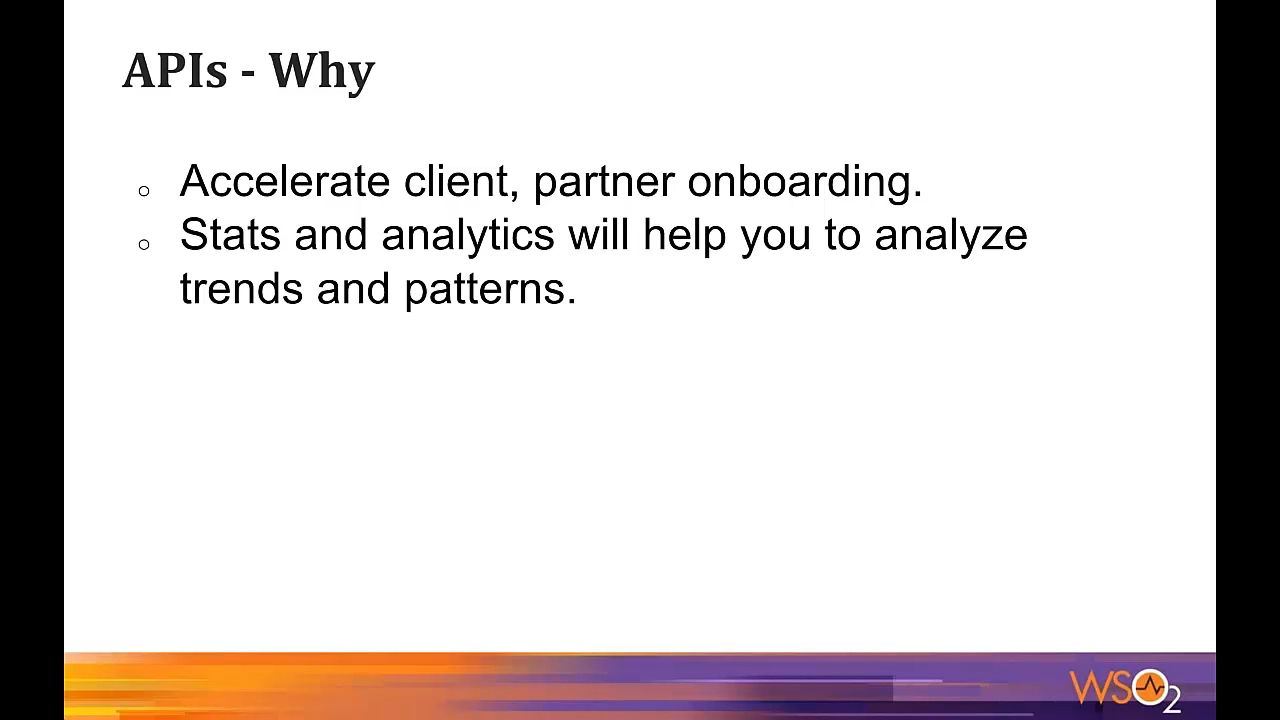 APIs - Why
Accelerate client, partner onboarding.
Stats and analytics will help you to analyze
trends and patterns.
WSO2